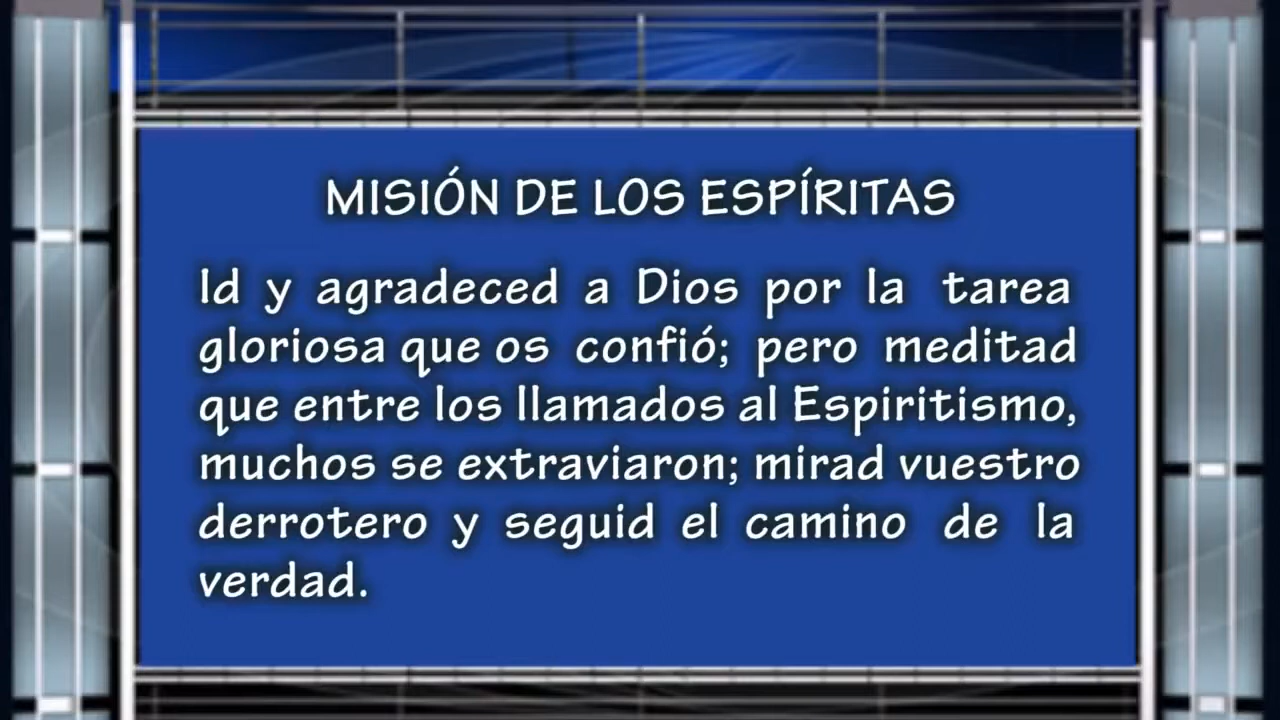 MISIÓN DE LOS ESPÍRITAS
Id y agradeced a Dios por la tarea
gloriosa que os confió; pero meditad
que entre los llamados al Espiritismo,
muchos se extraviaron; mirad vuestro
derrotero y seguid el camino de la
verdad.